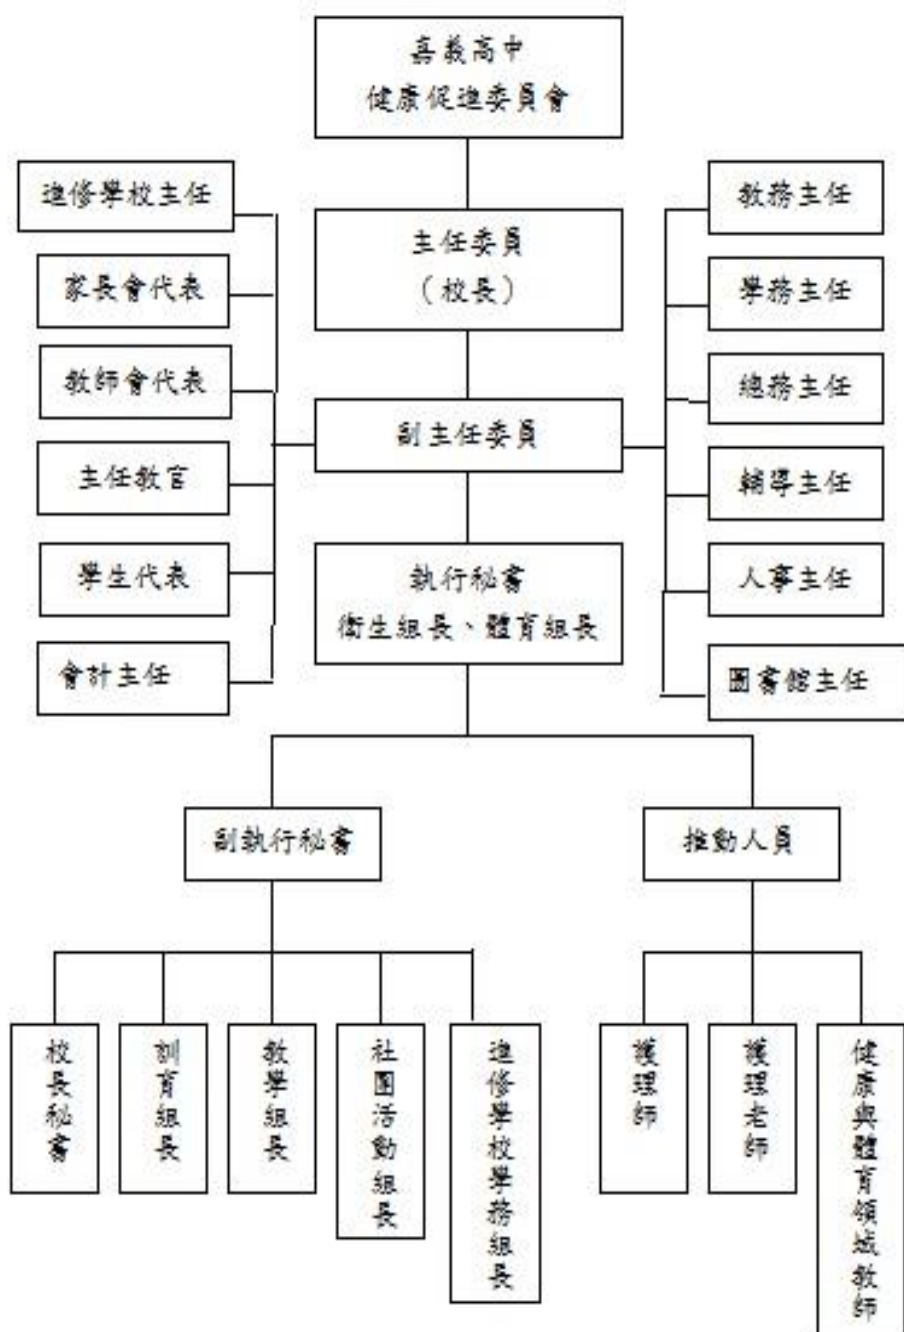 嘉義高中
健康促進委員會
進修學校主任
家長會代表
教師會代表
主任教官
學生代表
會計主任
主任委員
（校長）
副主任委員
執行秘書
衛生組長、體育組長
教務主任
學務主任
總務主任
輔導主任
人事主任
圖書館主任
副執行秘書
推動人員
校長秘書
訓育組長
教學組長
社團活動組長
進修學校學務組長
護理師
護理老師
健康與體育領域教師